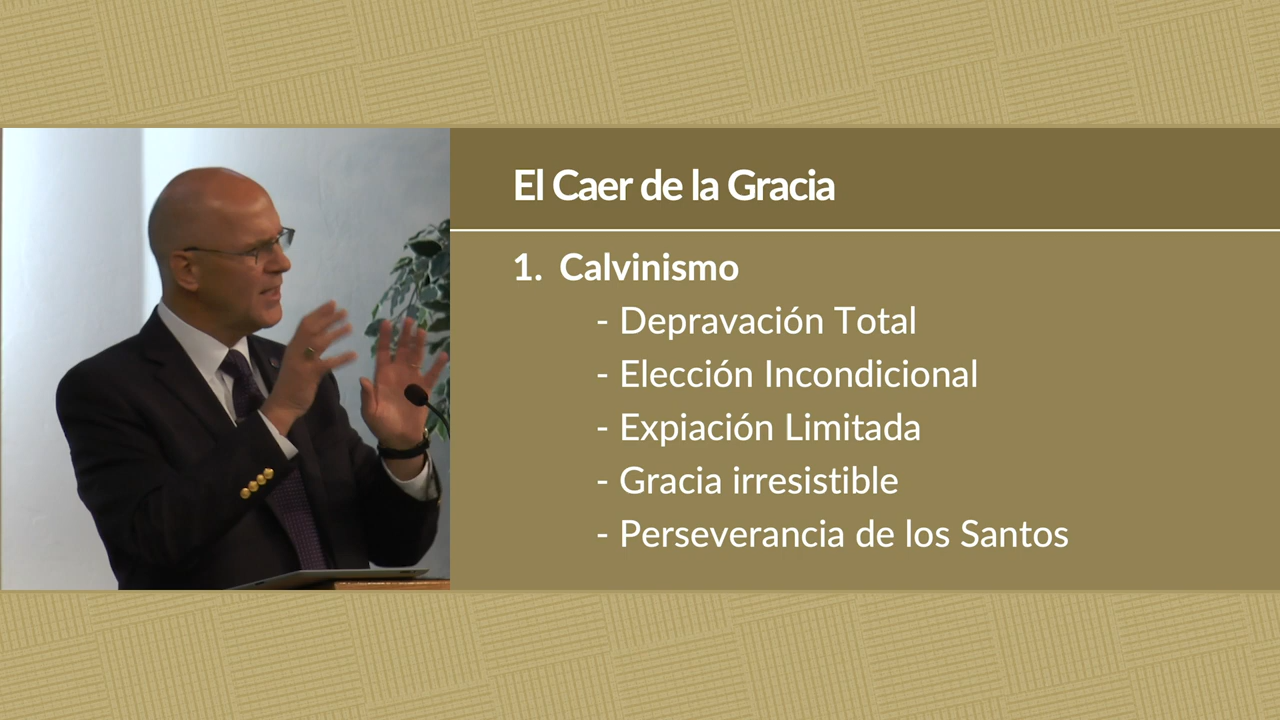 El Caer de la Gracia
1. Calvinismo
- Depravación Total
- Elección Incondicional
- Expiación Limitada
- Gracia irresistible
- Perseverancia de los Santos